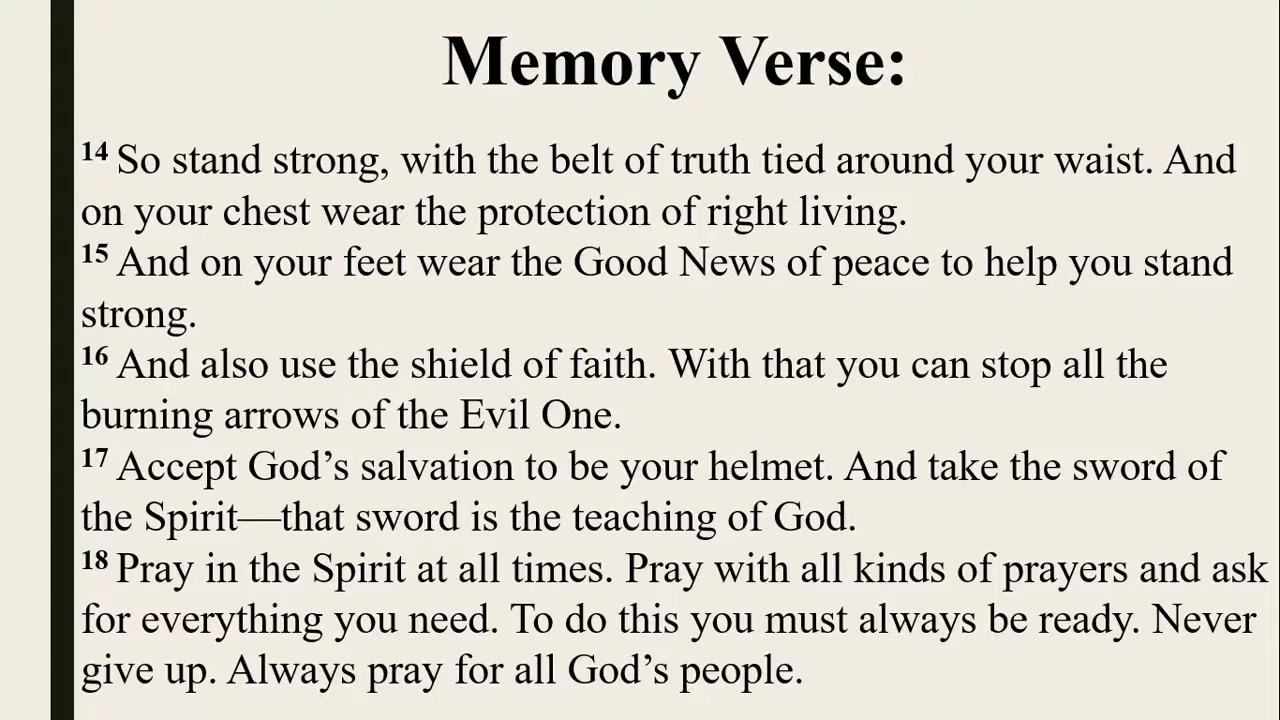 Memory Verse:
14 So stand strong, with the belt of truth tied around your waist. And
on your chest wear the protection of right living.
15 And on your feet wear the Good News of peace to help you stand
strong.
16 And also use the shield of faith. With that you can stop all the
burning arrows of the Evil One.
17 Accept God’s salvation to be your helmet. And take the sword of
the Spirit—that sword is the teaching of God.
18 Pray in the Spirit at all times. Pray with all kinds of prayers and ask
for everything you need. To do this you must always be ready. Never
give up. Always pray for all God’s people.